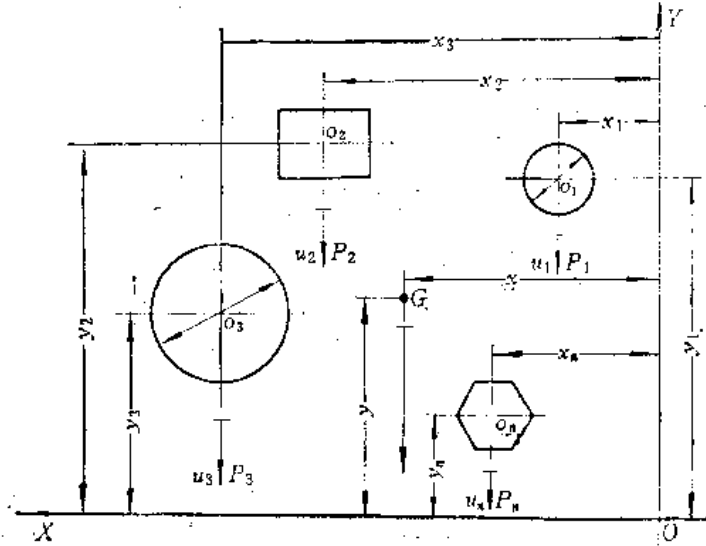 Y
x₃
x₂
x₁
o₂
o₁
u₂ P₂
u₁ P₁
x
G
o₃
y₂
y₁
y₃
y
xₙ
oₙ
yₙ
u₃ P₃
uₙ Pₙ
X
O